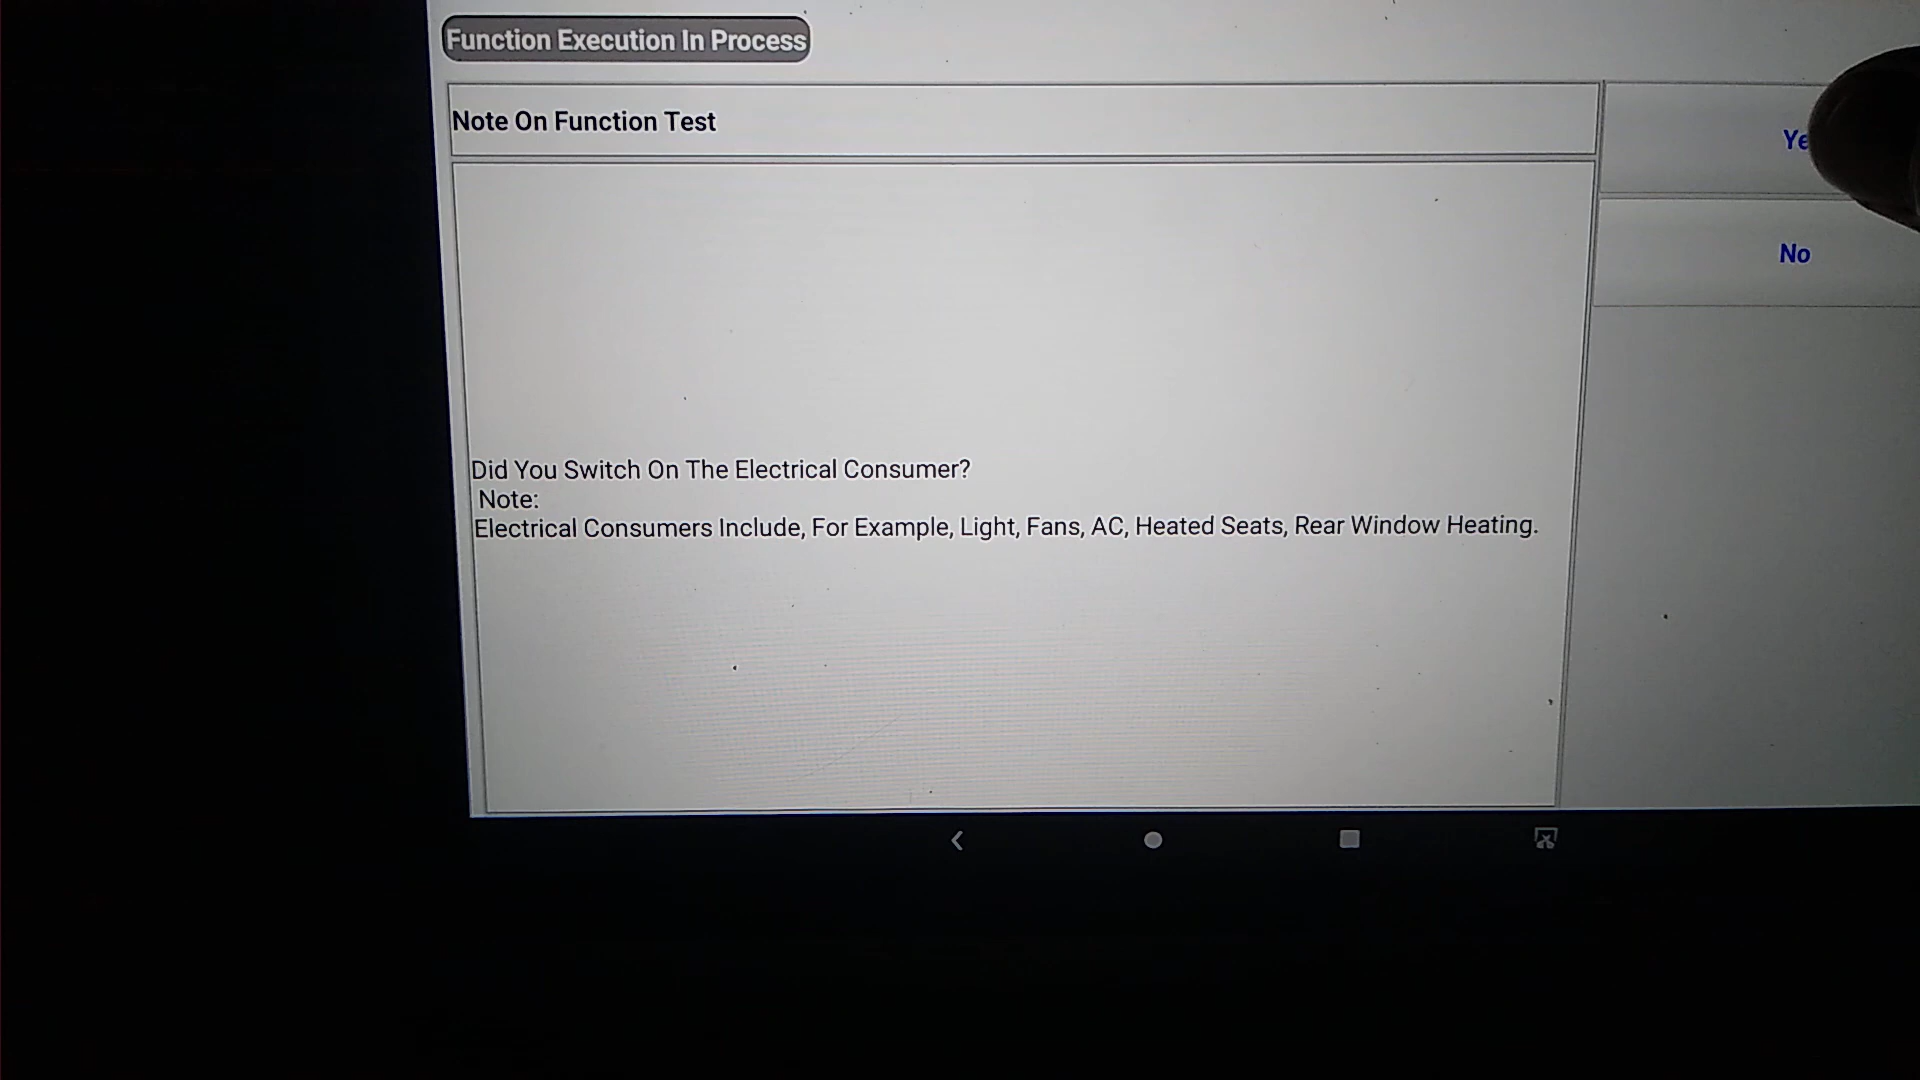 Function Execution In Process
Note On Function Test
No
Did You Switch On The Electrical Consumer?
Note:
Electrical Consumers Include, For Example, Light, Fans, AC, Heated Seats, Rear Window Heating.